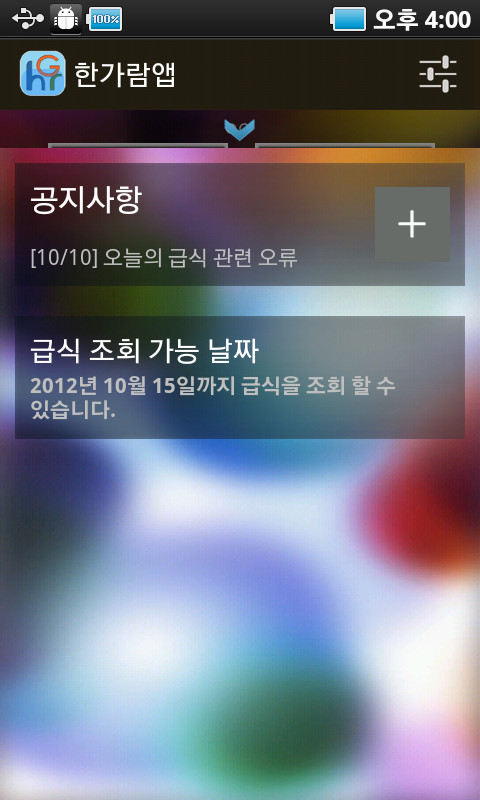 100%
오후 4:00
hGr 한가람앱
공지사항
[10/10] 오늘의 급식 관련 오류
급식 조회 가능 날짜
2012년 10월 15일까지 급식을 조회 할 수
있습니다.